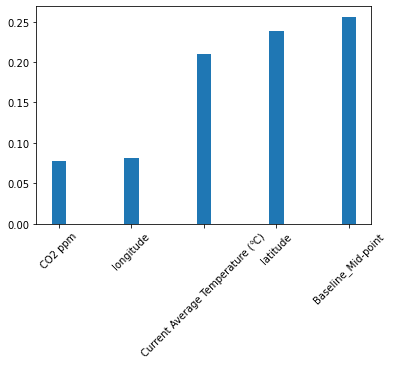 0.25
0.20
0.15
0.10
0.05
0.00
CO2 ppm
longitude
Current Average Temperature (℃)
latitude
Baseline_Mid-point